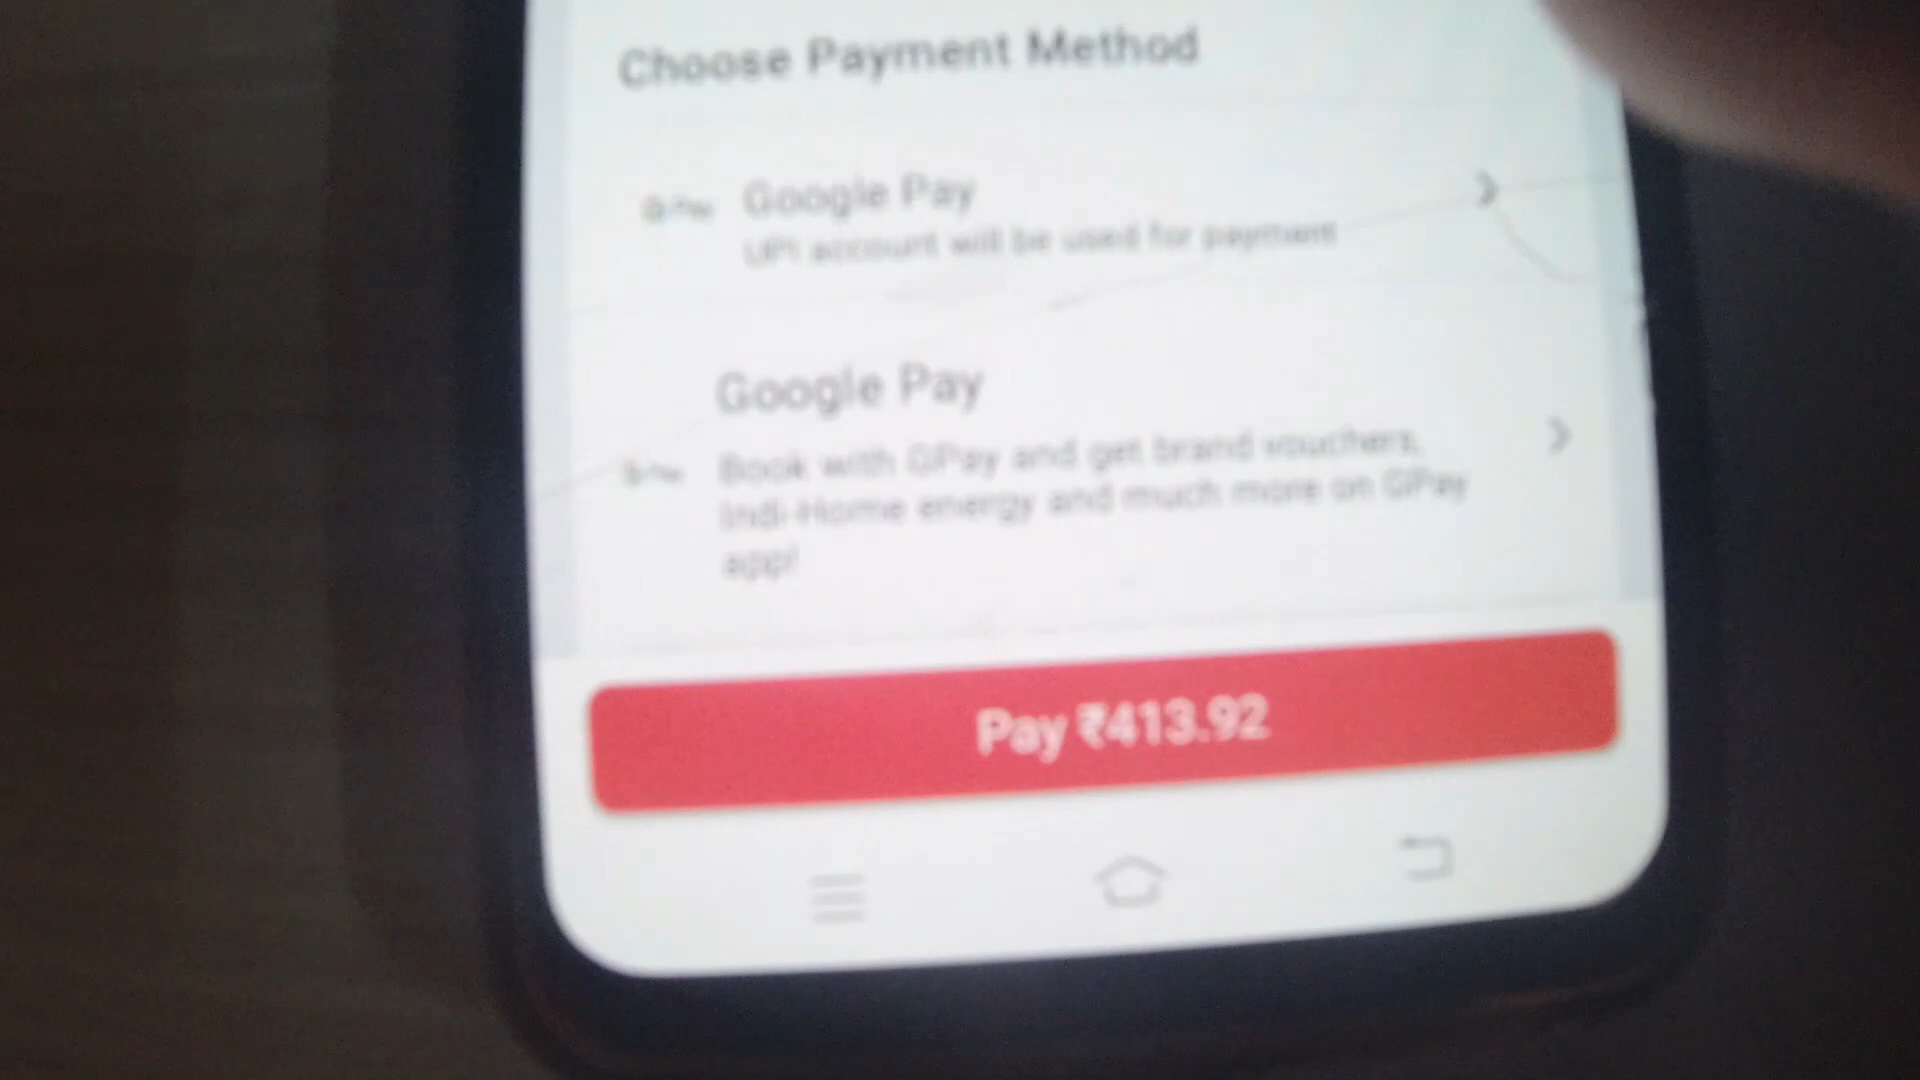 Choose Payment Method
Google Pay
UPI account will be used for payment
Google Pay
Book with GPay and get brand vouchers,
Home energy and much more on GPay
app!
Pay ₹413.92